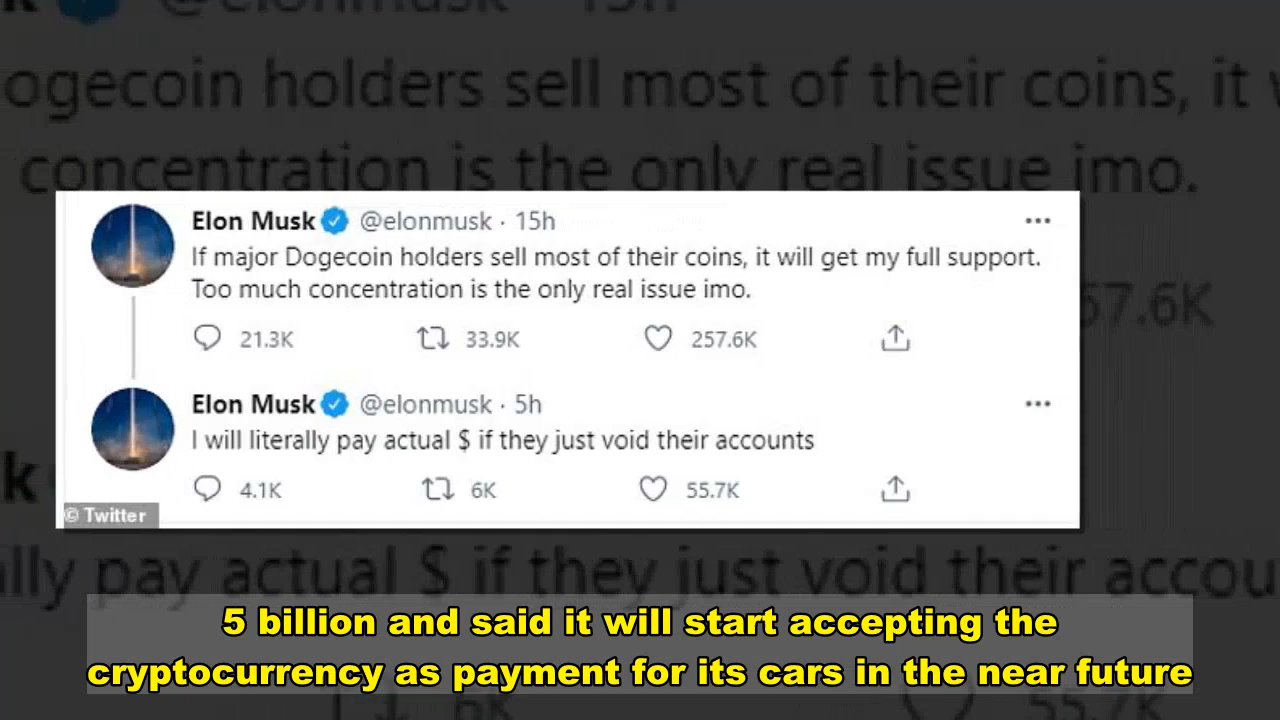 ogecoin holders sell most of their coins, it
concentration is the only real issue imo.
Elon Musk @elonmusk · 15h
If major Dogecoin holders sell most of their coins, it will get my full support.
Too much concentration is the only real issue imo.
21.3K 33.9K 257.6K
57.6K
Elon Musk @elonmusk · 5h
I will literally pay actual $ if they just void their accounts
4.1K 6K 55.7K
© Twitter
lly pay actual $ if they just void their accou
5 billion and said it will start accepting the
cryptocurrency as payment for its cars in the near future
6K 55.7K